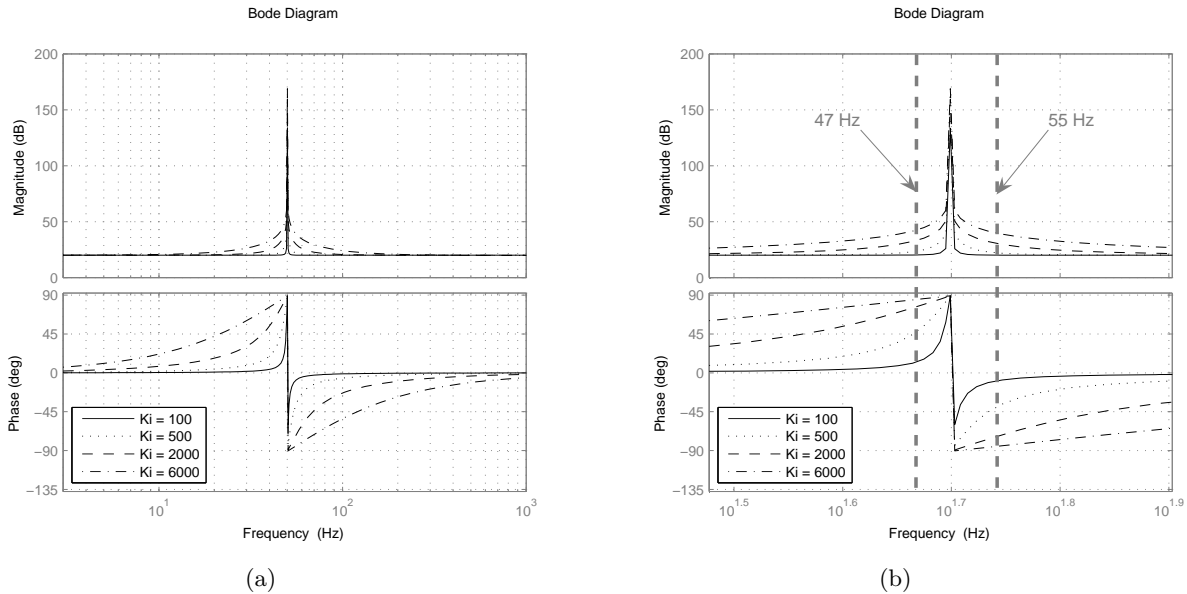 Bode Diagram
Magnitude (dB)
200
150
100
50
0
Phase (deg)
90
45
0
−45
−90
−135
Ki = 100
Ki = 500
Ki = 2000
Ki = 6000
10^1
10^2
10^3
Frequency (Hz)
(a)
Bode Diagram
Magnitude (dB)
200
150
100
50
0
47 Hz
55 Hz
Phase (deg)
90
45
0
−45
−90
−135
Ki = 100
Ki = 500
Ki = 2000
Ki = 6000
10^1.5
10^1.6
10^1.7
10^1.8
10^1.9
Frequency (Hz)
(b)